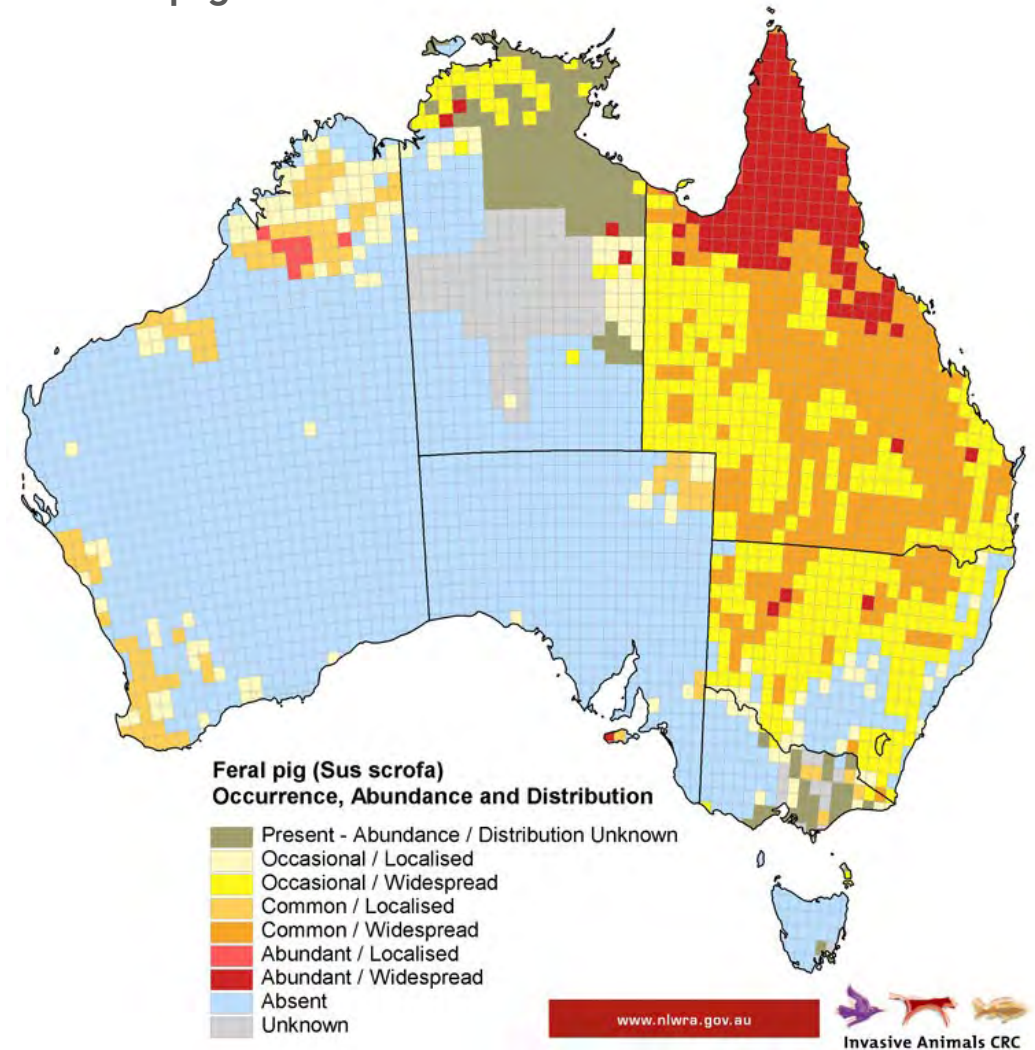 Feral pig (Sus scrofa)
Occurrence, Abundance and Distribution
Present - Abundance / Distribution Unknown
Occasional / Localised
Occasional / Widespread
Common / Localised
Common / Widespread
Abundant / Localised
Abundant / Widespread
Absent
Unknown
www.nlwra.gov.au
Invasive Animals CRC